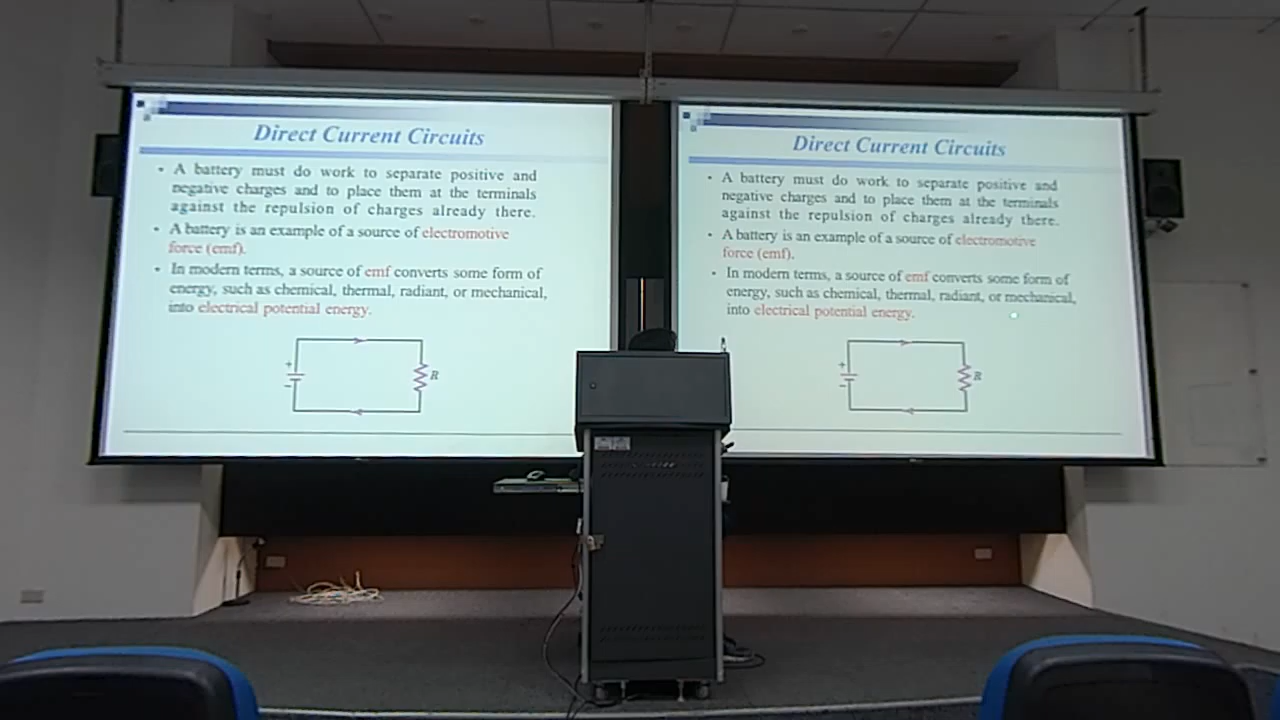 Direct Current Circuits
• A battery must do work to separate positive and
negative charges and to place them at the terminals
against the repulsion of charges already there.
• A battery is an example of a source of electromotive
force (emf).
• In modern terms, a source of emf converts some form of
energy, such as chemical, thermal, radiant, or mechanical,
into electrical potential energy.
+
−
R
Direct Current Circuits
• A battery must do work to separate positive and
negative charges and to place them at the terminals
against the repulsion of charges already there.
• A battery is an example of a source of electromotive
force (emf).
• In modern terms, a source of emf converts some form of
energy, such as chemical, thermal, radiant, or mechanical,
into electrical potential energy.
+
−
R